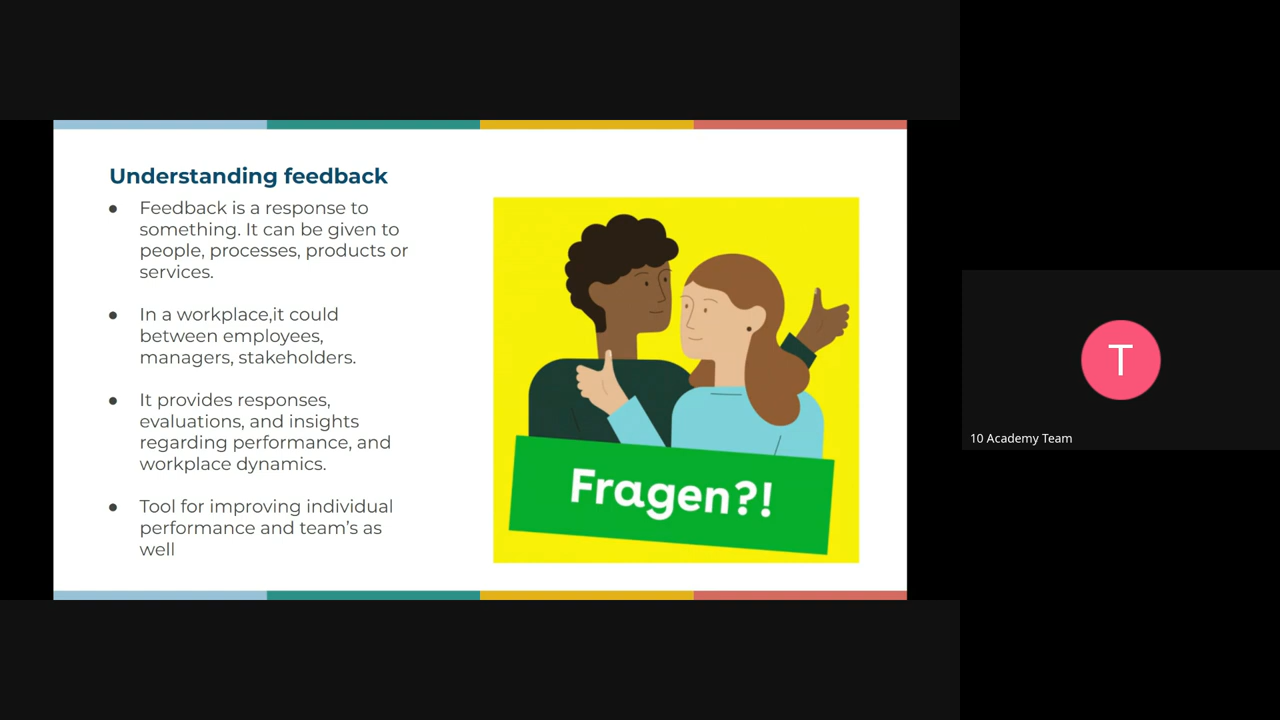 Understanding feedback
● Feedback is a response to
something. It can be given to
people, processes, products or
services.
● In a workplace,it could
between employees,
managers, stakeholders.
● It provides responses,
evaluations, and insights
regarding performance, and
workplace dynamics.
● Tool for improving individual
performance and team’s as
well
Fragen?!
T
10 Academy Team